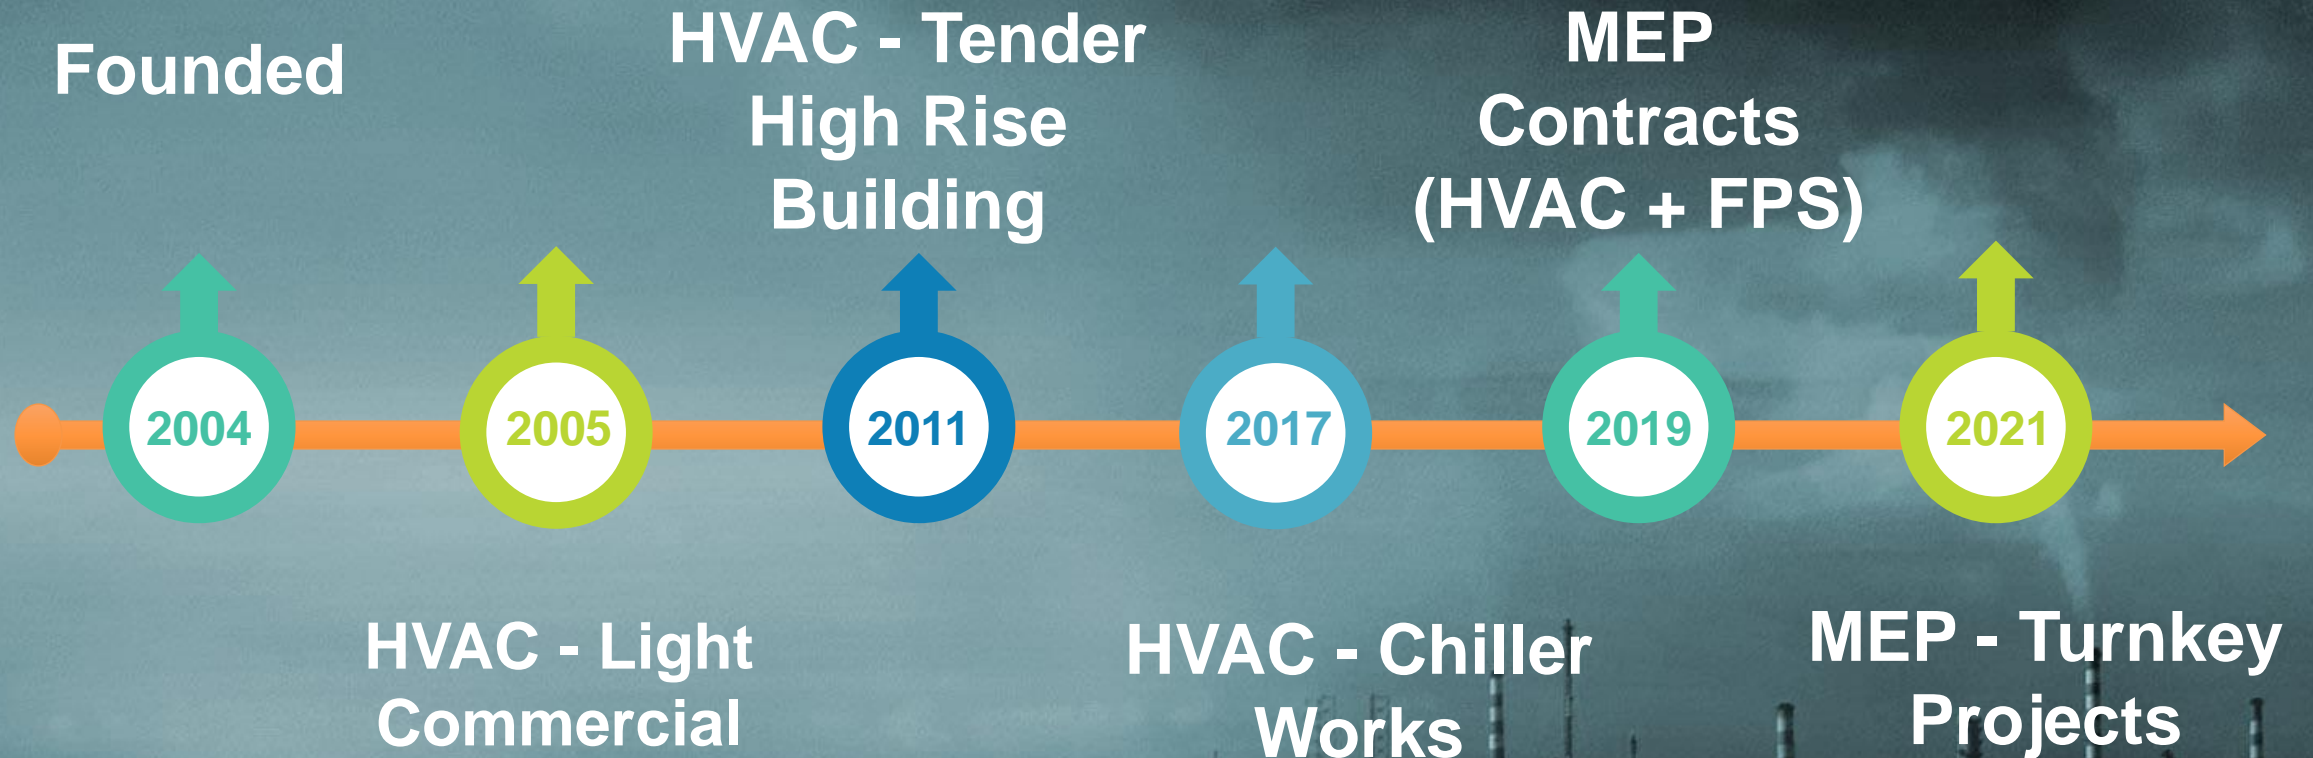 Founded
HVAC - Tender
High Rise
Building
MEP
Contracts
(HVAC + FPS)
2004
2005
2011
2017
2019
2021
HVAC - Light
Commercial
HVAC - Chiller
Works
MEP - Turnkey
Projects